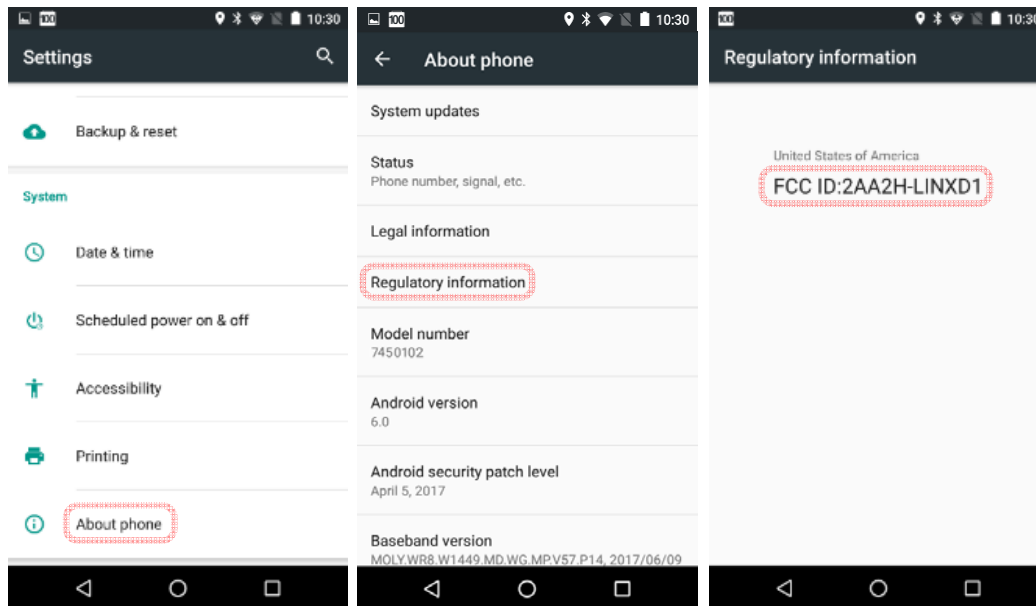 100
10:30
Settings
Backup & reset
System
Date & time
Scheduled power on & off
Accessibility
Printing
About phone
100
10:30
About phone
System updates
Status
Phone number, signal, etc.
Legal information
Regulatory information
Model number
7450102
Android version
6.0
Android security patch level
April 5, 2017
Baseband version
MOLY.WR8.W1449.MD.WG.MP.V57.P14, 2017/06/09
100
10:30
Regulatory information
United States of America
FCC ID:2AA2H-LINXD1